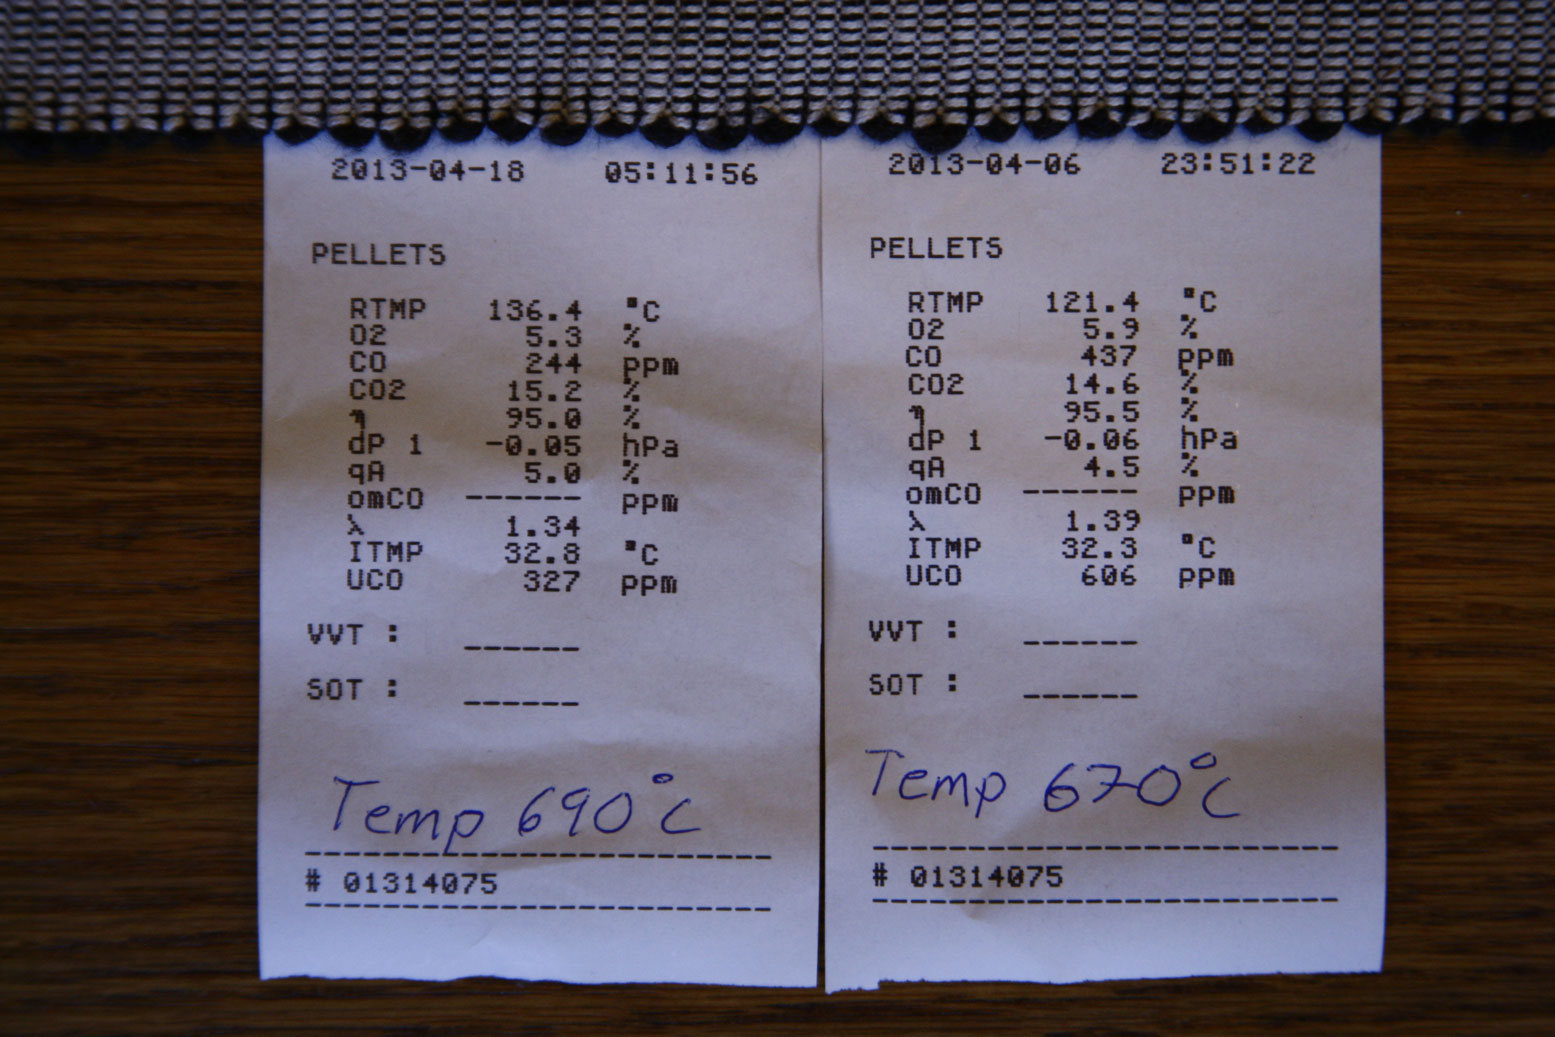 2013-04-18 05:11:56
PELLETS
RTMP 136.4 °C
O2 5.3 %
CO 244 ppm
CO2 15.2 %
η 95.0 %
dP 1 -0.05 hPa
qA 5.0 %
omCO ------ ppm
λ 1.34
ITMP 32.8 °C
UCO 327 ppm
VVT : ______
SOT : ______
Temp 690°C
-------------------------
# 01314075
-------------------------
2013-04-06 23:51:22
PELLETS
RTMP 121.4 °C
O2 5.9 %
CO 437 ppm
CO2 14.6 %
η 95.5 %
dP 1 -0.06 hPa
qA 4.5 %
omCO ------ ppm
λ 1.39
ITMP 32.3 °C
UCO 606 ppm
VVT : ______
SOT : ______
Temp 670°C
-------------------------
# 01314075
-------------------------